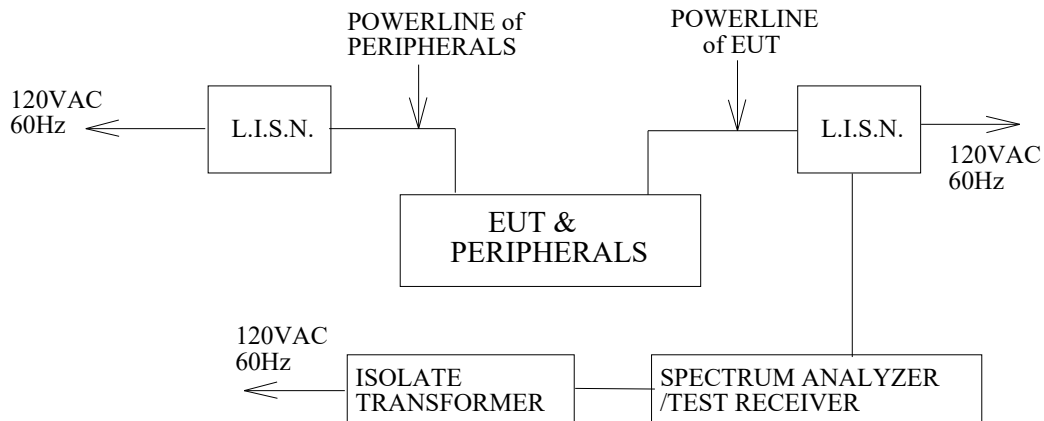 POWERLINE of
PERIPHERALS
POWERLINE
of EUT
120VAC
60Hz
L.I.S.N.
L.I.S.N.
120VAC
60Hz
EUT &
PERIPHERALS
120VAC
60Hz
ISOLATE
TRANSFORMER
SPECTRUM ANALYZER
/TEST RECEIVER